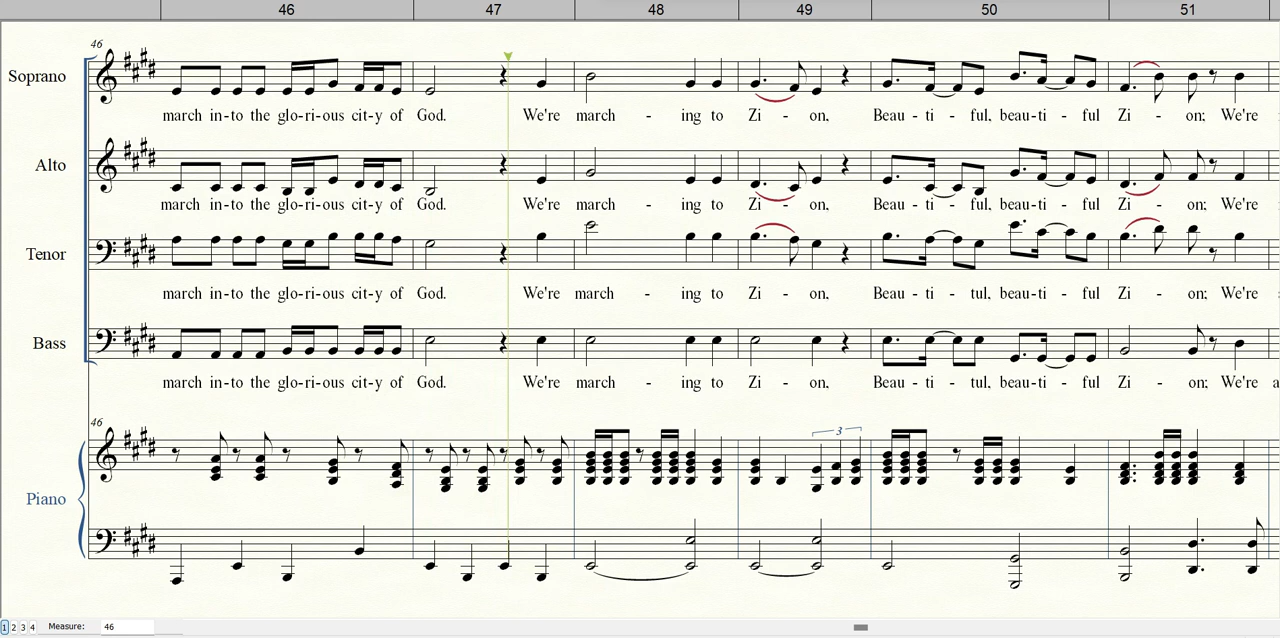 46 47 48 49 50 51
46
Soprano
march in-to the glo-ri-ous cit-y of God. We're march - ing to Zi - on, Beau - ti - ful, beau-ti - ful Zi - on; We're
Alto
march in-to the glo-ri-ous cit-y of God. We're march - ing to Zi - on, Beau - ti - ful, beau-ti - ful Zi - on; We're
Tenor
march in-to the glo-ri-ous cit-y of God. We're march - ing to Zi - on, Beau - ti - tul, beau-ti - ful Zi - on; We're
Bass
march in-to the glo-ri-ous cit-y of God. We're march - ing to Zi - on, Beau - ti - tul, beau-ti - ful Zi - on; We're a
46
3
Piano
1 2 3 4 Measure: 46